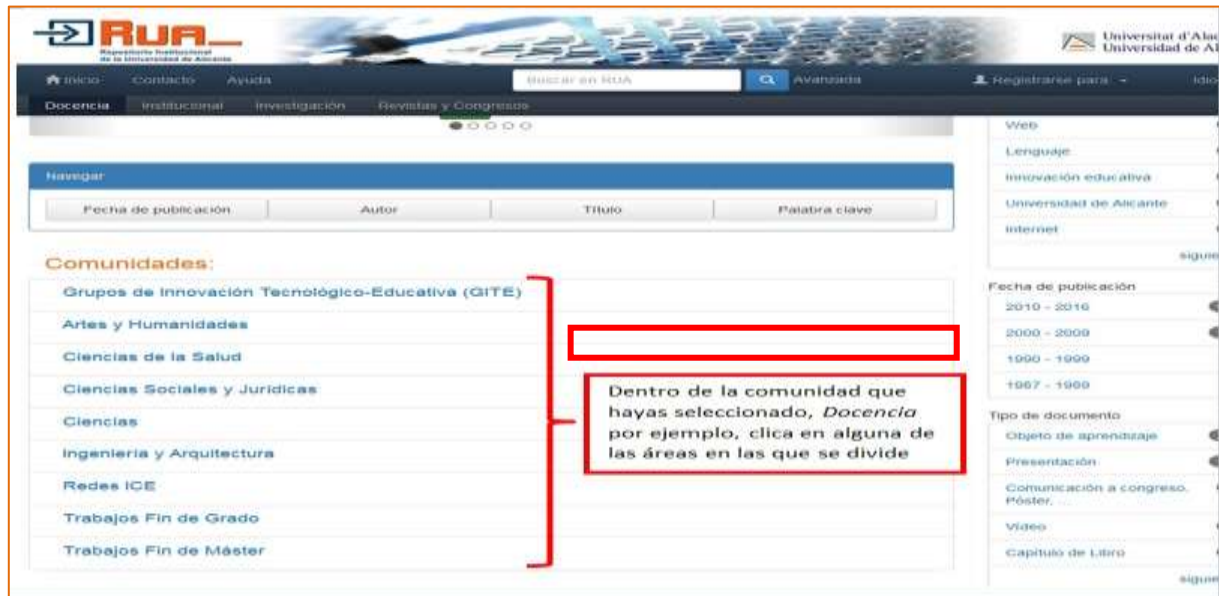 RUA
Repositorio Institucional
de la Universidad de Alicante
Universitat d'Ala
Universidad de Al
Inicio Contacto Ayuda Buscar en RUA Avanzada Registrarse para Idio
Docencia Institucional Investigación Revistas y Congresos
Navegar
Fecha de publicación Autor Título Palabra clave
Comunidades:
Grupos de Innovación Tecnológico-Educativa (GITE)
Artes y Humanidades
Ciencias de la Salud
Ciencias Sociales y Jurídicas
Ciencias
Ingeniería y Arquitectura
Redes ICE
Trabajos Fin de Grado
Trabajos Fin de Máster
Dentro de la comunidad que
hayas seleccionado, Docencia
por ejemplo, clica en alguna de
las áreas en las que se divide
Web
Lenguaje
Innovación educativa
Universidad de Alicante
Internet
siguie
Fecha de publicación
2010 - 2016
2000 - 2009
1990 - 1999
1987 - 1989
Tipo de documento
Objeto de aprendizaje
Presentación
Comunicación a congreso,
Póster, ...
Vídeo
Capítulo de Libro
siguie